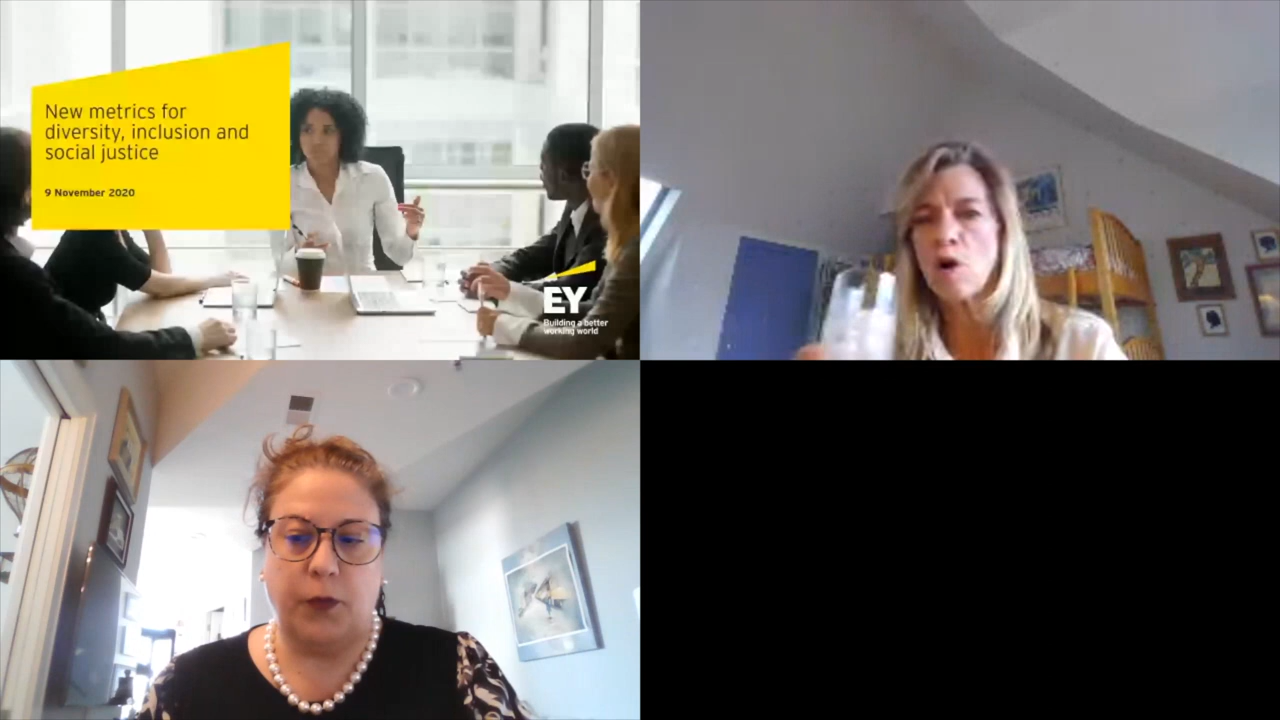 New metrics for
diversity, inclusion and
social justice
9 November 2020
EY
Building a better
working world